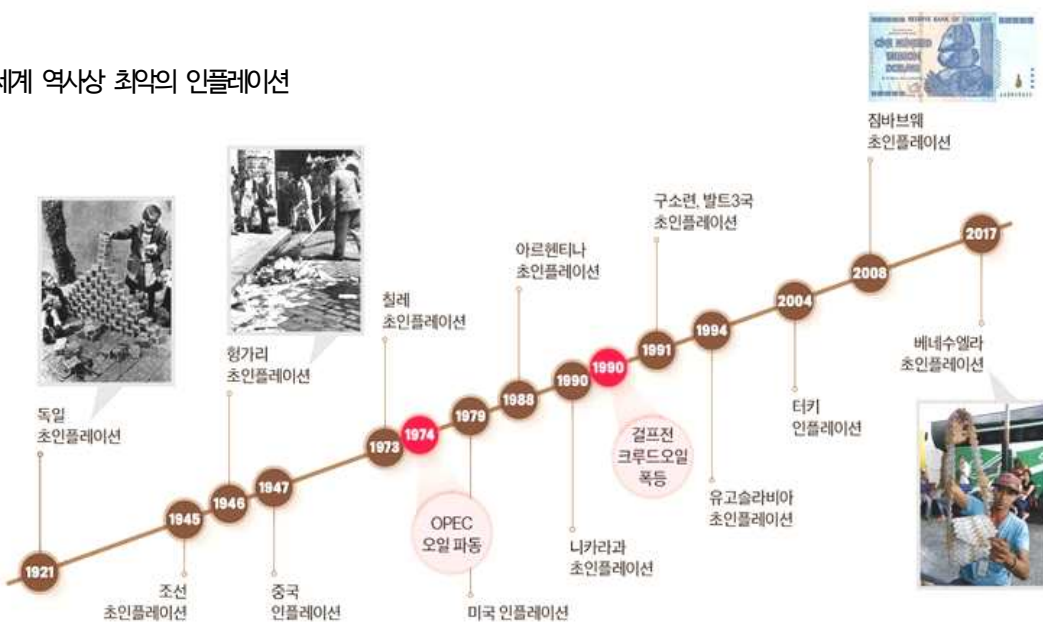 세계 역사상 최악의 인플레이션
RESERVE BANK OF ZIMBABWE
ONE HUNDRED
TRILLION
DOLLARS
짐바브웨
초인플레이션
구소련, 발트3국
초인플레이션
아르헨티나
초인플레이션
칠레
초인플레이션
헝가리
초인플레이션
독일
초인플레이션
1921
1945
1946
1947
1973
1974
1979
1988
1990
1990
1991
1994
2004
2008
2017
조선
초인플레이션
중국
인플레이션
OPEC
오일 파동
미국 인플레이션
니카라과
초인플레이션
걸프전
크루드오일
폭등
유고슬라비아
초인플레이션
터키
인플레이션
베네수엘라
초인플레이션